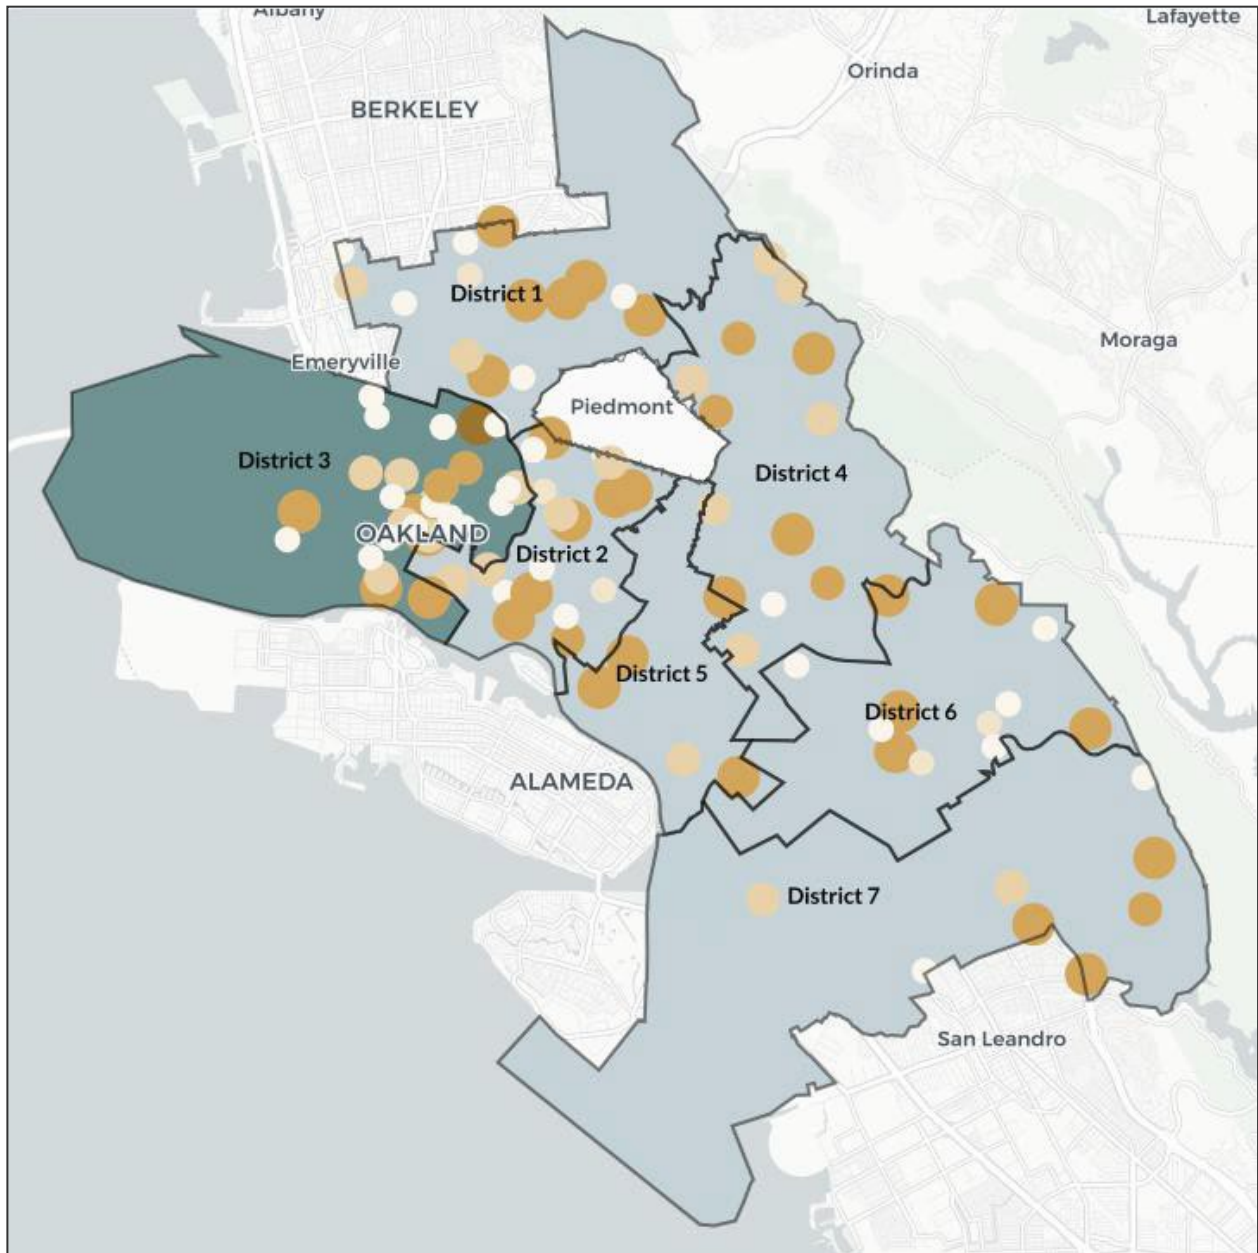 Albany
Lafayette
Orinda
BERKELEY
District 1
Moraga
Emeryville
Piedmont
District 3
District 4
OAKLAND
District 2
District 5
District 6
ALAMEDA
District 7
San Leandro